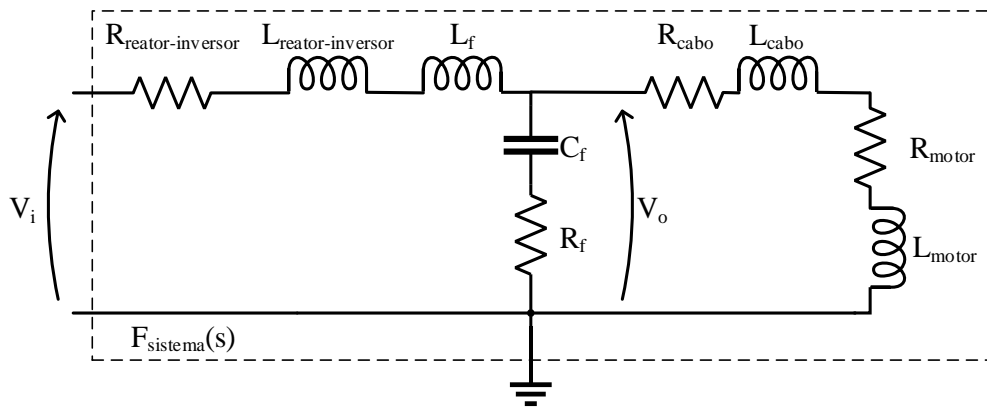 R_reator-inversor
L_reator-inversor
L_f
R_cabo
L_cabo
C_f
R_f
R_motor
L_motor
V_i
V_o
F_sistema(s)